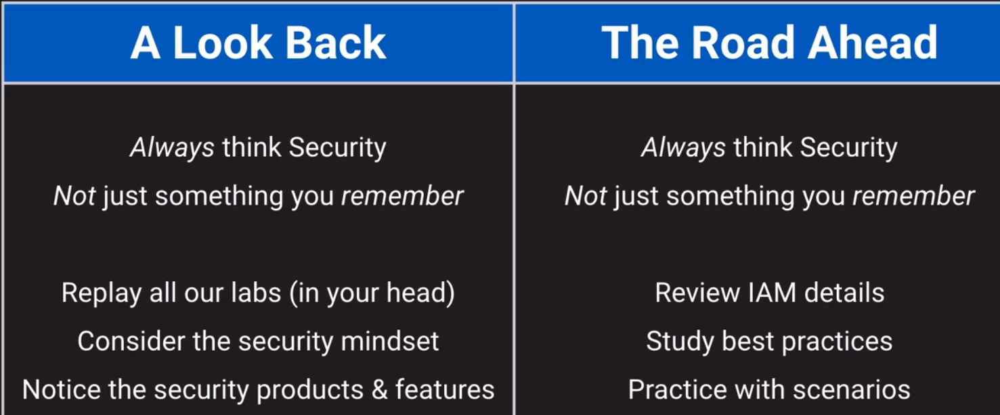 A Look Back
The Road Ahead
Always think Security
Not just something you remember
Replay all our labs (in your head)
Consider the security mindset
Notice the security products & features
Always think Security
Not just something you remember
Review IAM details
Study best practices
Practice with scenarios